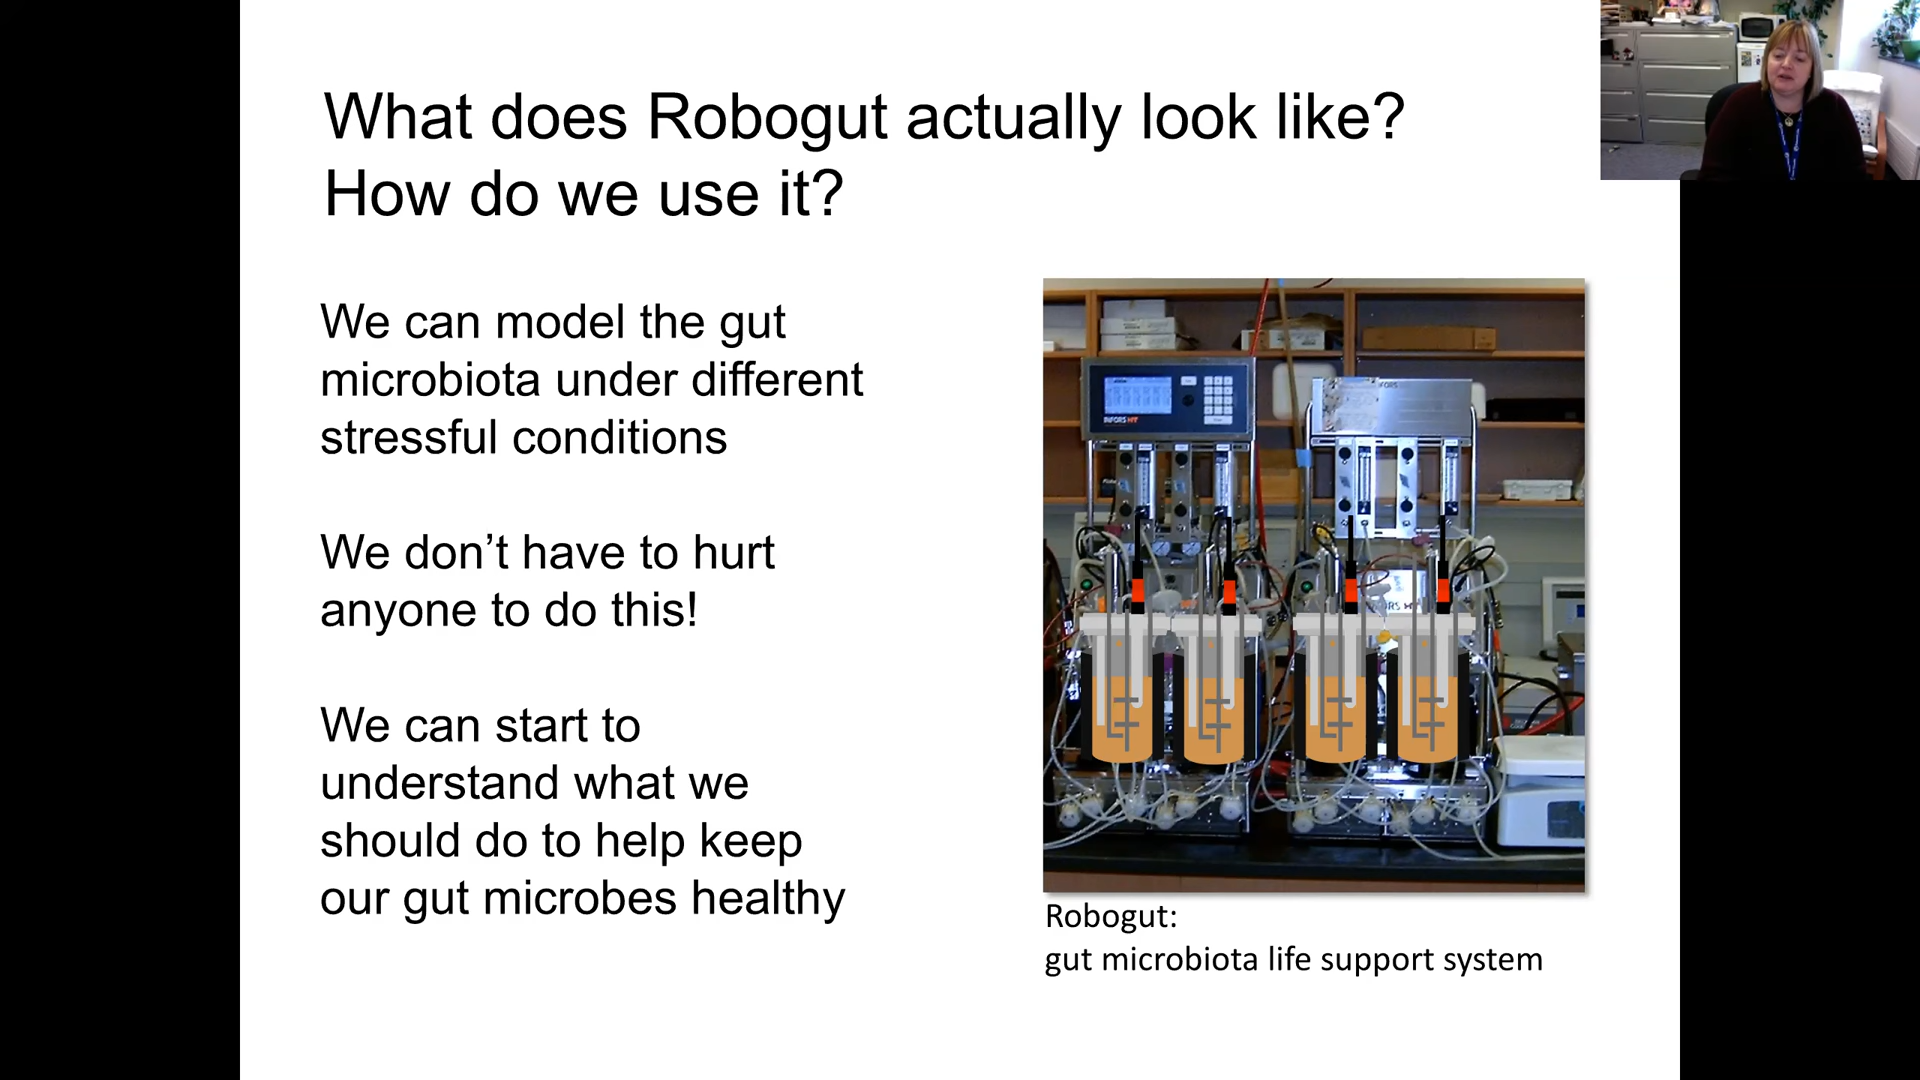 What does Robogut actually look like?
How do we use it?
We can model the gut
microbiota under different
stressful conditions
We don’t have to hurt
anyone to do this!
We can start to
understand what we
should do to help keep
our gut microbes healthy
INFORS HT
Robogut:
gut microbiota life support system